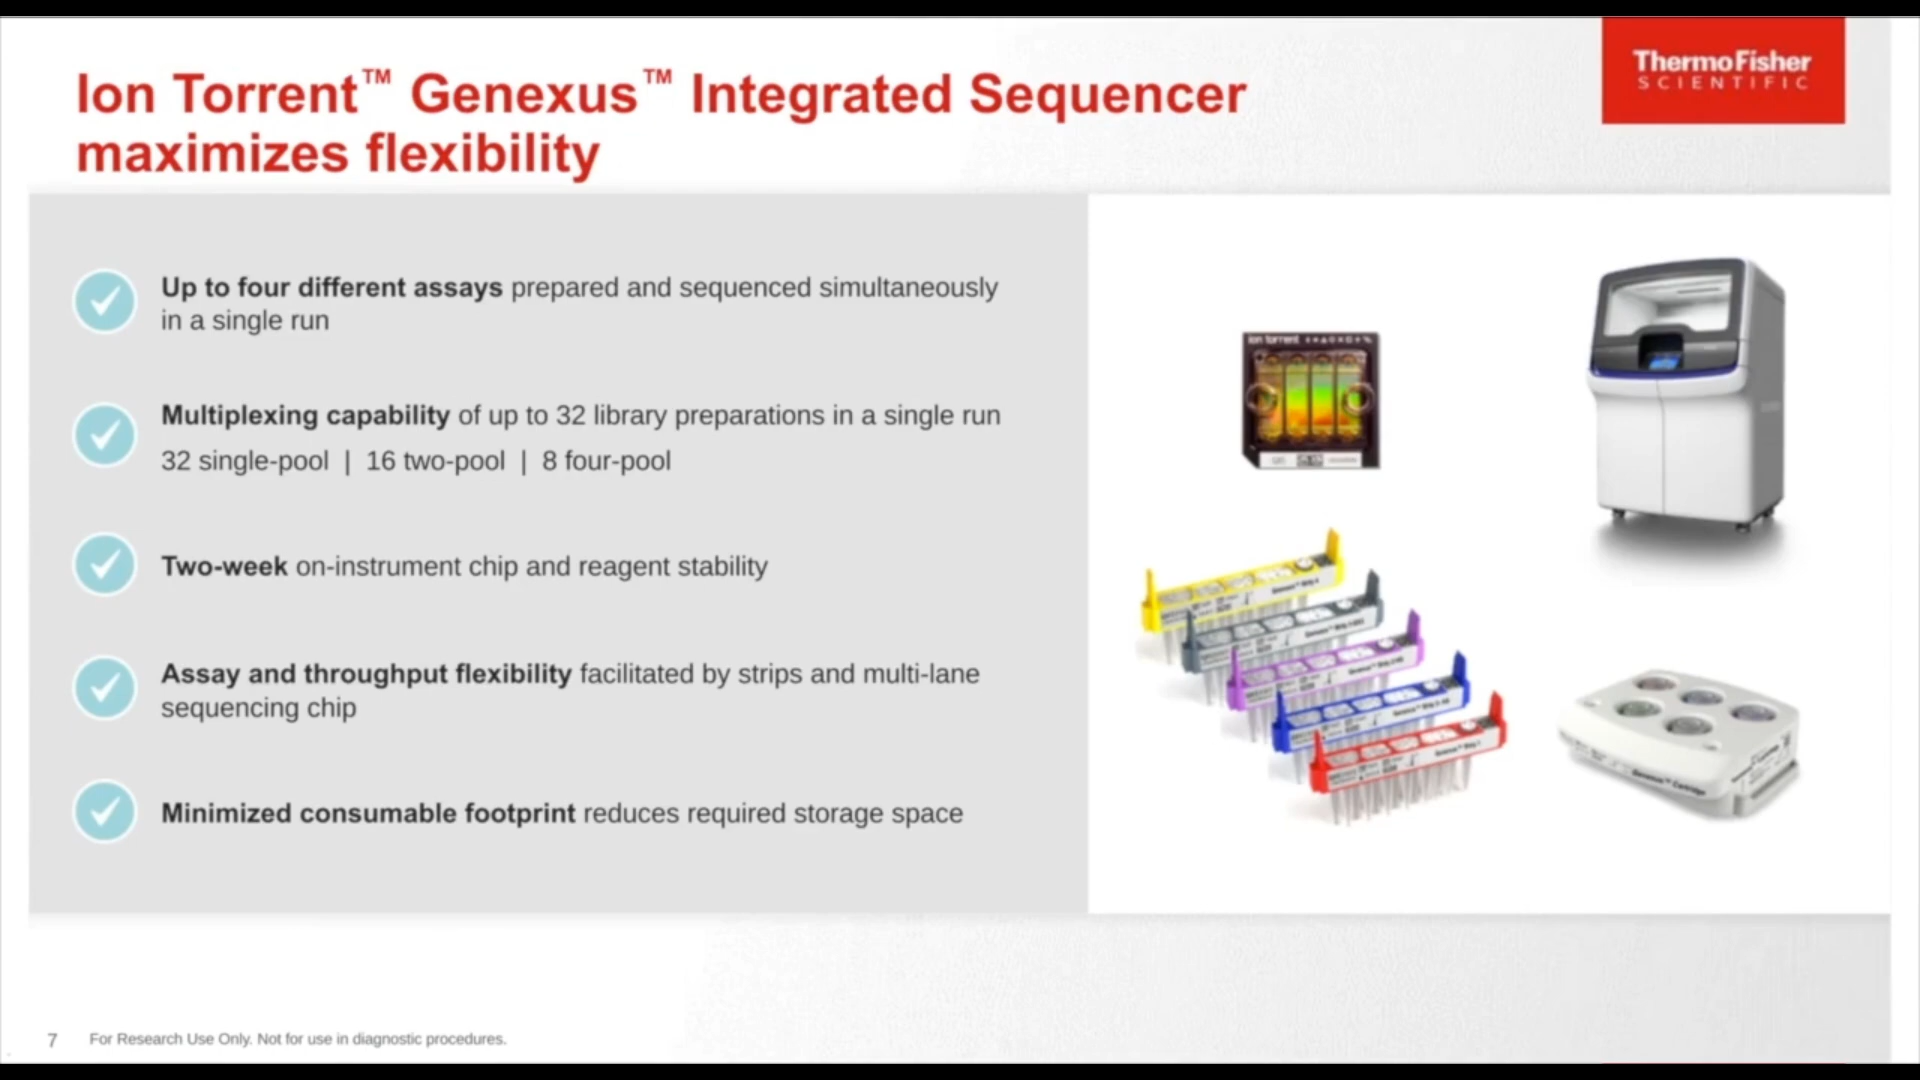 Ion Torrent™ Genexus™ Integrated Sequencer
maximizes flexibility
ThermoFisher
SCIENTIFIC
Up to four different assays prepared and sequenced simultaneously
in a single run
Multiplexing capability of up to 32 library preparations in a single run
32 single-pool | 16 two-pool | 8 four-pool
Two-week on-instrument chip and reagent stability
Assay and throughput flexibility facilitated by strips and multi-lane
sequencing chip
Minimized consumable footprint reduces required storage space
ion torrent
Genexus™ Cartridge
7 For Research Use Only. Not for use in diagnostic procedures.